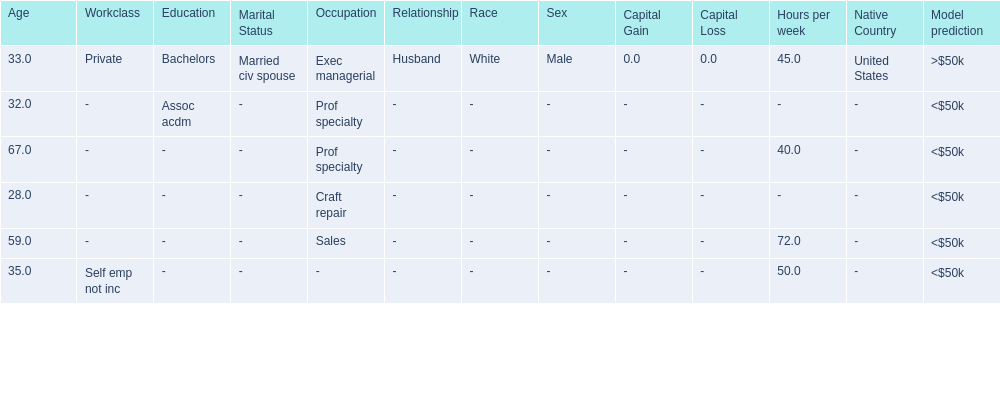 Age Workclass Education Marital Status Occupation Relationship Race Sex Capital Gain Capital Loss Hours per week Native Country Model prediction
33.0 Private Bachelors Married civ spouse Exec managerial Husband White Male 0.0 0.0 45.0 United States >$50k
32.0 - Assoc acdm - Prof specialty - - - - - - - <$50k
67.0 - - - Prof specialty - - - - - 40.0 - <$50k
28.0 - - - Craft repair - - - - - - - <$50k
59.0 - - - Sales - - - - - 72.0 - <$50k
35.0 Self emp not inc - - - - - - - - 50.0 - <$50k